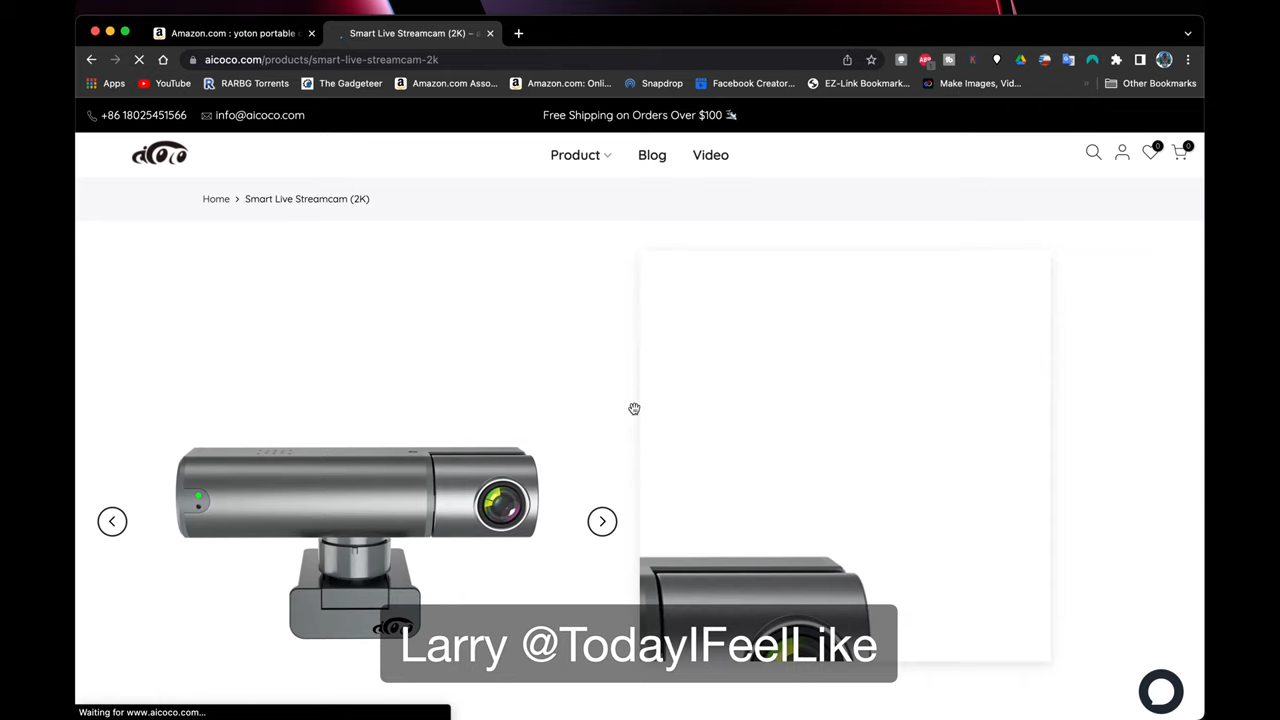 Amazon.com : yoton portable c
Smart Live Streamcam (2K) – a
aicoco.com/products/smart-live-streamcam-2k
Apps
YouTube
RARBG Torrents
The Gadgeteer
Amazon.com Asso...
Amazon.com: Onli...
Snapdrop
Facebook Creator...
EZ-Link Bookmark...
Make Images, Vid...
»
Other Bookmarks
+86 18025451566
info@aicoco.com
Free Shipping on Orders Over $100
aicoco
Product
Blog
Video
0
0
Home > Smart Live Streamcam (2K)
Larry @TodayIFeelLike
Waiting for www.aicoco.com...